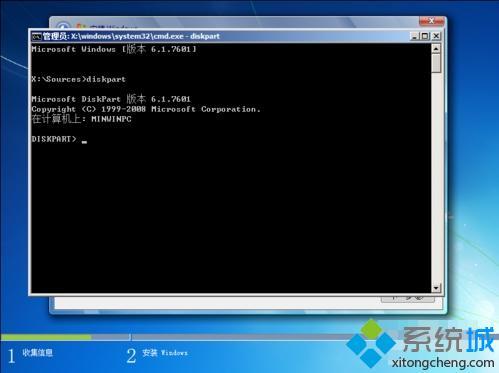 管理员: X:\windows\system32\cmd.exe - diskpart
Microsoft Windows [版本 6.1.7601]
X:\Sources>diskpart
Microsoft DiskPart 版本 6.1.7601
Copyright (C) 1999-2008 Microsoft Corporation.
在计算机上: MINWINPC
DISKPART> _
1 收集信息
2 安装 Windows
系统城
xitongcheng.com